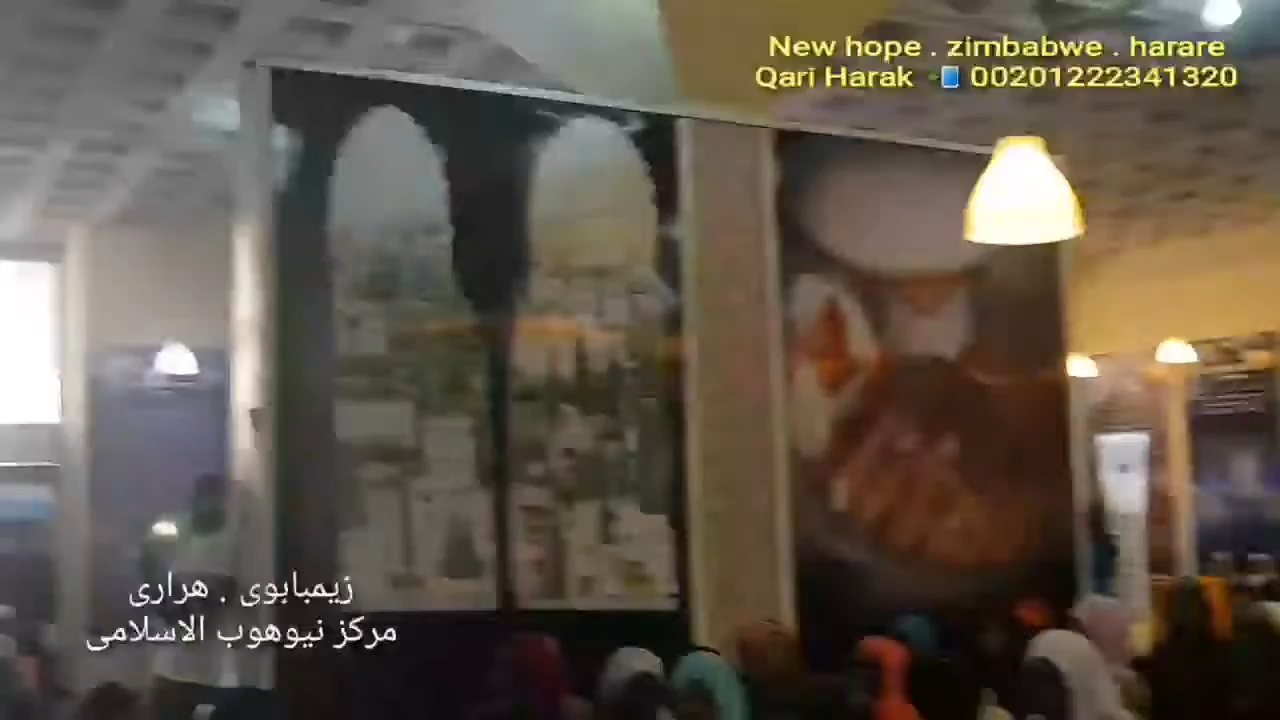 New hope . zimbabwe . harare
Qari Harak 00201222341320
زيمبابوى . هرارى
مركز نيوهوب الاسلامى